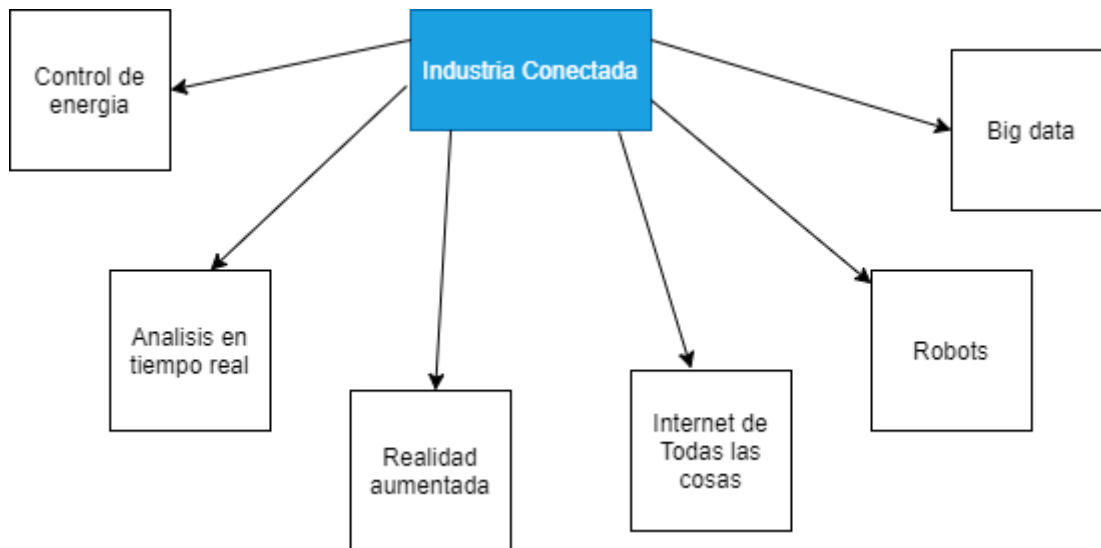 Industria Conectada
Control de
energia
Big data
Analisis en
tiempo real
Robots
Realidad
aumentada
Internet de
Todas las
cosas